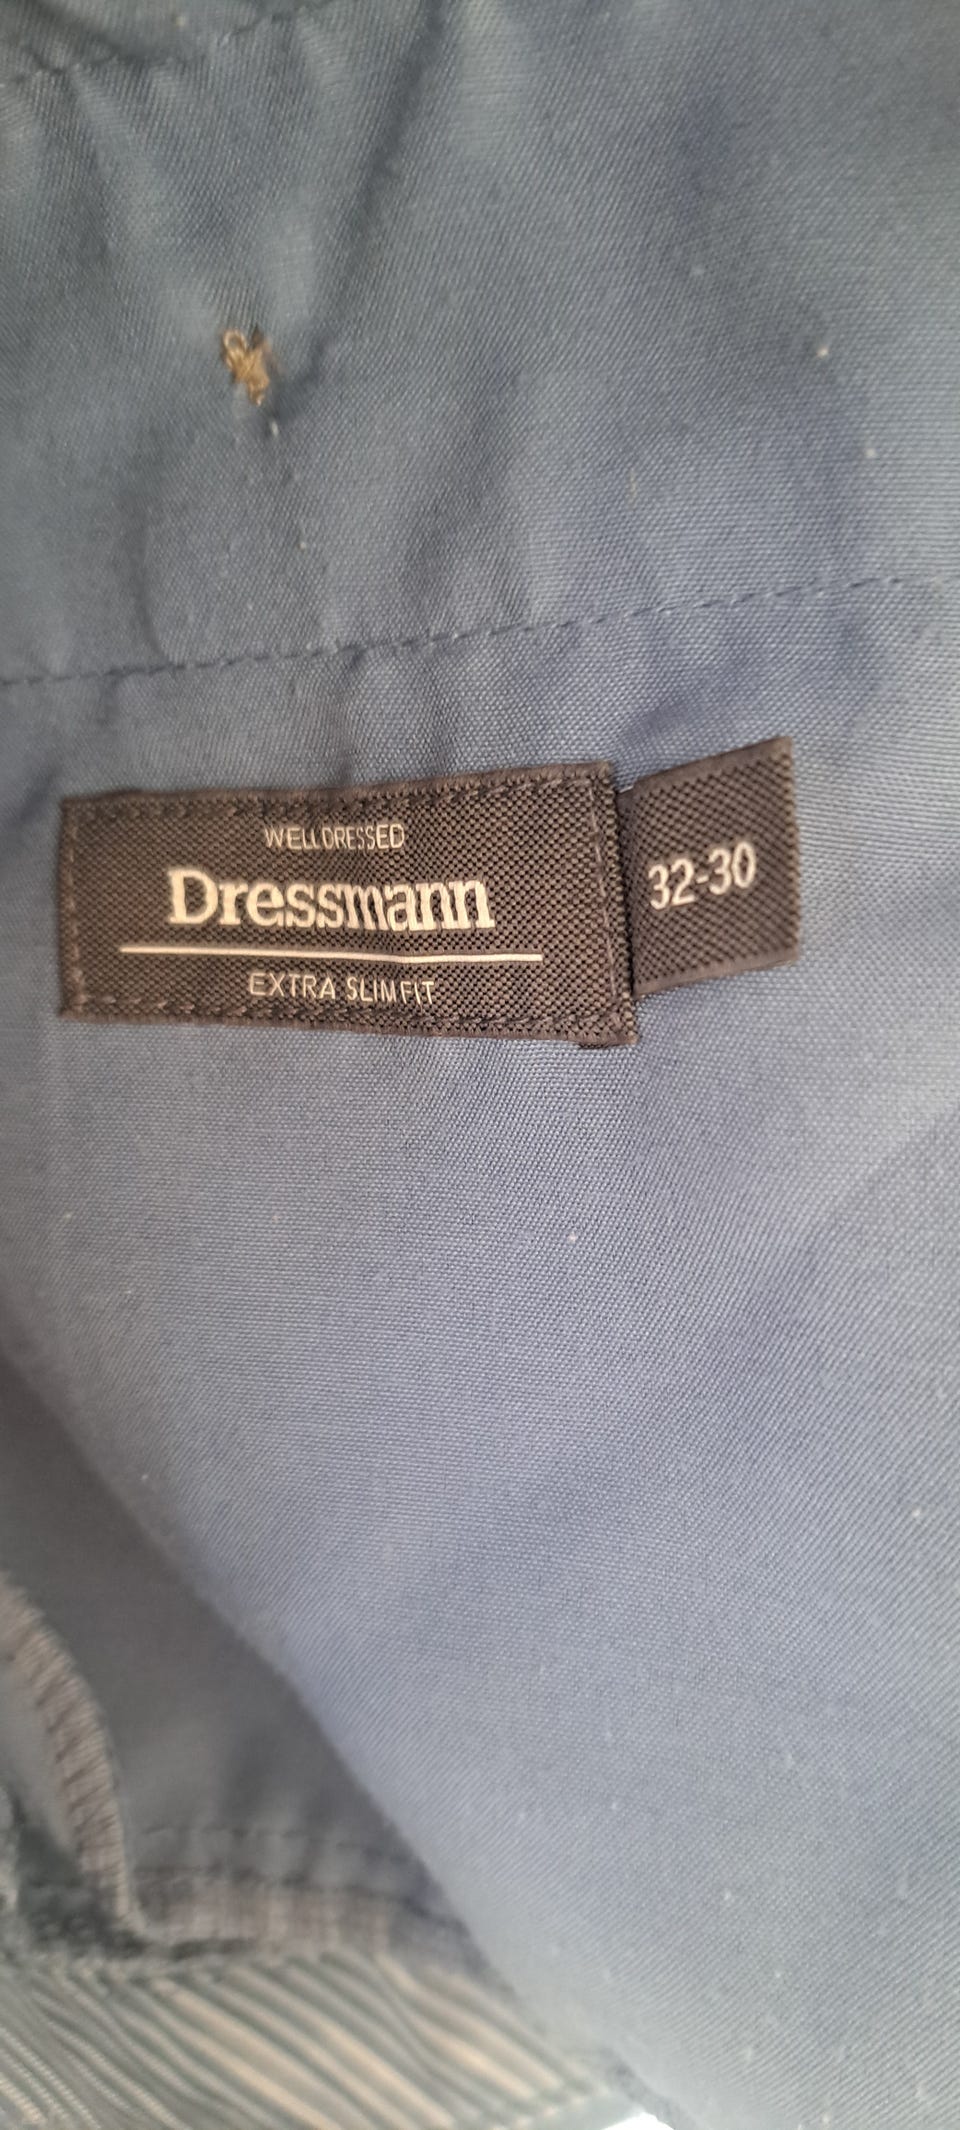 WELLDRESSED
Dressmann
EXTRA SLIM FIT
32-30